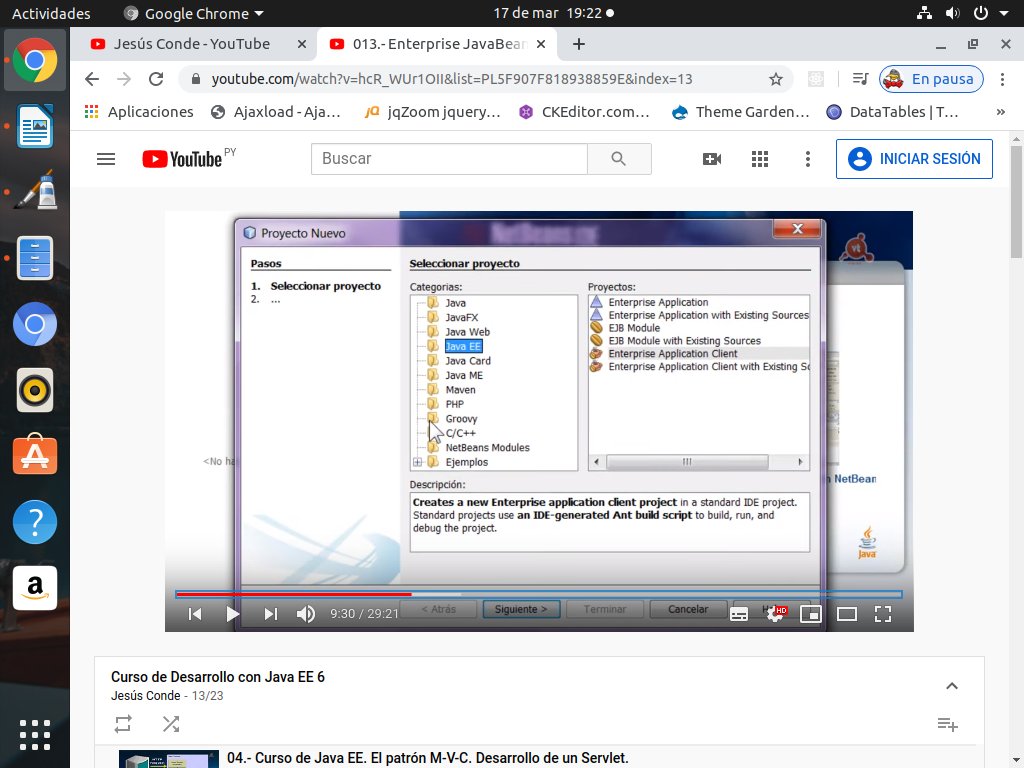 Actividades
Google Chrome
17 de mar 19:22
Jesús Conde - YouTube
013.- Enterprise JavaBean
youtube.com/watch?v=hcR_WUr1OII&list=PL5F907F818938859E&index=13
En pausa
Aplicaciones
Ajaxload - Aja...
jqZoom jquery...
CKEditor.com...
Theme Garden...
DataTables | T...
»
YouTube PY
Buscar
INICIAR SESIÓN
Proyecto Nuevo
Pasos
1. Seleccionar proyecto
2. ...
Seleccionar proyecto
Categorías:
Java
JavaFX
Java Web
Java EE
Java Card
Java ME
Maven
PHP
Groovy
C/C++
NetBeans Modules
Ejemplos
Proyectos:
Enterprise Application
Enterprise Application with Existing Sources
EJB Module
EJB Module with Existing Sources
Enterprise Application Client
Enterprise Application Client with Existing So
Descripción:
Creates a new Enterprise application client project in a standard IDE project.
Standard projects use an IDE-generated Ant build script to build, run, and
debug the project.
<No ha
NetBean
vt
Java
< Atrás
Siguiente >
Terminar
Cancelar
9:30 / 29:21
HD
Curso de Desarrollo con Java EE 6
Jesús Conde - 13/23
04.- Curso de Java EE. El patrón M-V-C. Desarrollo de un Servlet.